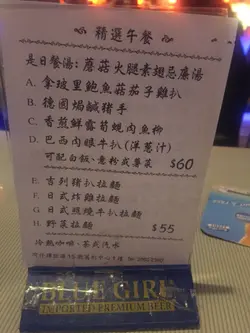 精選午餐
是日餐湯: 蘑菇火腿素翅忌廉湯
A. 拿玻里鮑魚菇茄子雞扒
B. 德國焗鹹豬手
C. 香煎鮮露筍蜆肉魚柳
D. 巴西肉眼牛扒(洋蔥汁)
可配白飯、意粉或薯菜 $60
E. 吉列豬扒拉麵
F. 日式炸雞拉麵
G. 日式照燒牛扒拉麵
H. 野菜拉麵 $55
冷熱咖啡、茶或汽水
BLUE GIRL
IMPORTED PREMIUM BEER